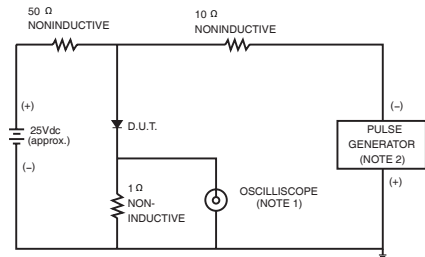 50 Ω
NONINDUCTIVE
10 Ω
NONINDUCTIVE
(+)
25Vdc
(approx.)
(−)
D.U.T.
1 Ω
NON-
INDUCTIVE
OSCILLISCOPE
(NOTE 1)
(−)
PULSE
GENERATOR
(NOTE 2)
(+)